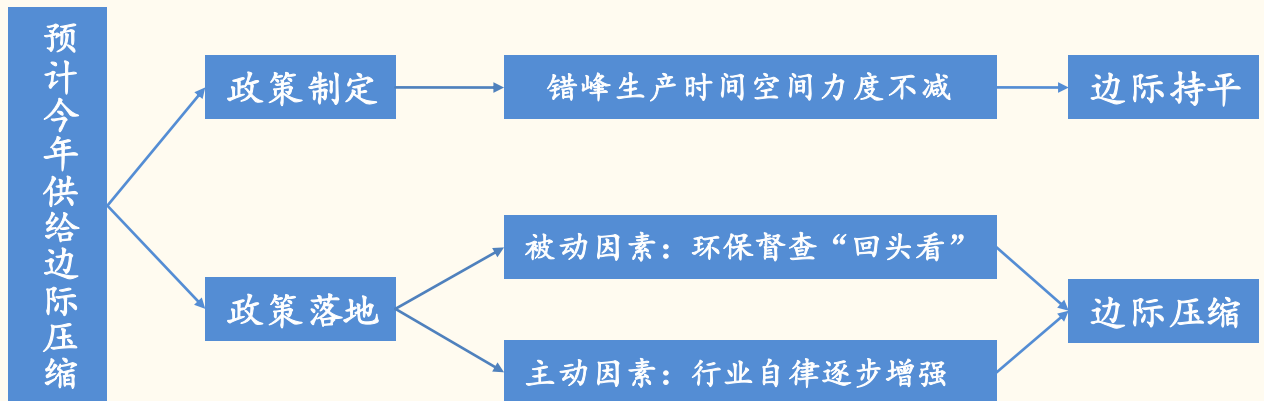 预计今年供给边际压缩
政策制定
错峰生产时间空间力度不减
边际持平
政策落地
被动因素：环保督查“回头看”
主动因素：行业自律逐步增强
边际压缩